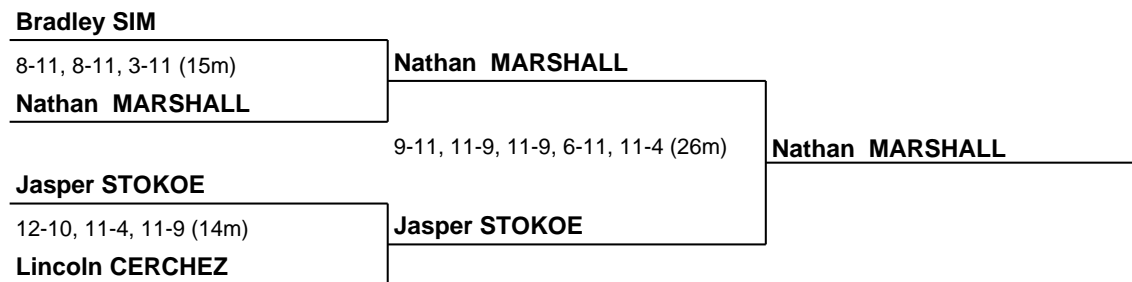 Bradley SIM
8-11, 8-11, 3-11 (15m)
Nathan  MARSHALL
Nathan  MARSHALL
9-11, 11-9, 11-9, 6-11, 11-4 (26m)
Nathan  MARSHALL
Jasper STOKOE
12-10, 11-4, 11-9 (14m)
Jasper STOKOE
Lincoln CERCHEZ